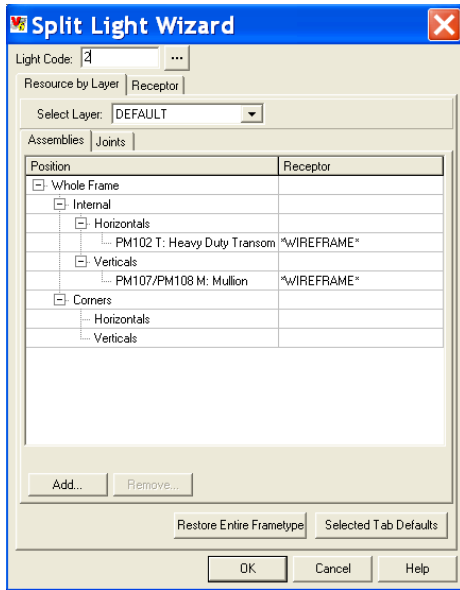 Split Light Wizard
Light Code: 2 ...
Resource by Layer Receptor
Select Layer: DEFAULT
Assemblies Joints
Position Receptor
Whole Frame
Internal
Horizontals
PM102 T: Heavy Duty Transom *WIREFRAME*
Verticals
PM107/PM108 M: Mullion *WIREFRAME*
Corners
Horizontals
Verticals
Add... Remove...
Restore Entire Frametype Selected Tab Defaults
OK Cancel Help